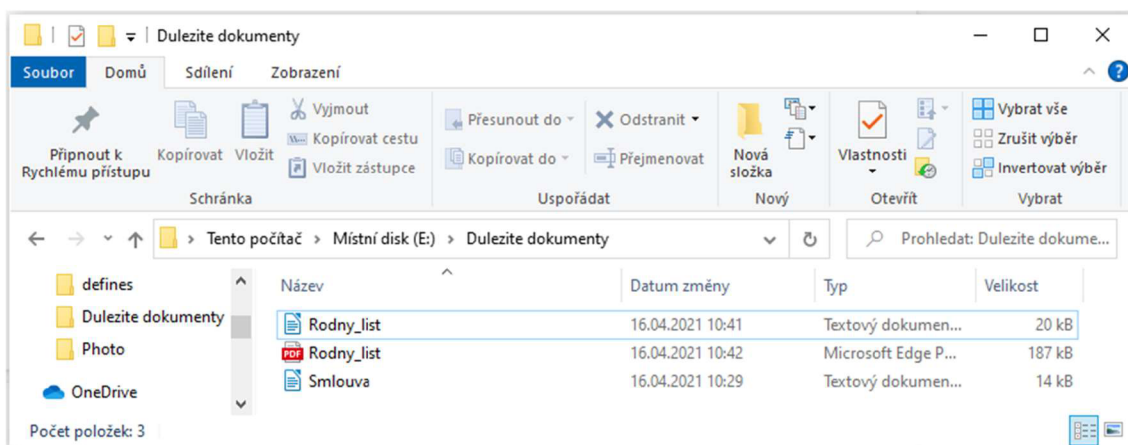 Dulezite dokumenty
Soubor Domů Sdílení Zobrazení
Připnout k Rychlému přístupu
Kopírovat
Vložit
Vyjmout
Kopírovat cestu
Vložit zástupce
Schránka
Přesunout do
Kopírovat do
Odstranit
Přejmenovat
Uspořádat
Nová složka
Nový
Vlastnosti
Otevřít
Vybrat vše
Zrušit výběr
Invertovat výběr
Vybrat
Tento počítač > Místní disk (E:) > Dulezite dokumenty
Prohledat: Dulezite dokume...
defines
Dulezite dokumenty
Photo
OneDrive
Název Datum změny Typ Velikost
Rodny_list 16.04.2021 10:41 Textový dokumen... 20 kB
PDF Rodny_list 16.04.2021 10:42 Microsoft Edge P... 187 kB
Smlouva 16.04.2021 10:29 Textový dokumen... 14 kB
Počet položek: 3